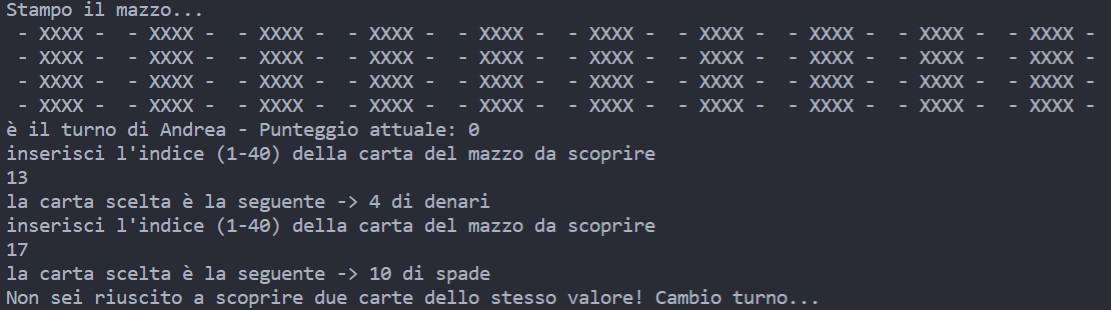 Stampo il mazzo...
- XXXX -  - XXXX -  - XXXX -  - XXXX -  - XXXX -  - XXXX -  - XXXX -  - XXXX -  - XXXX -  - XXXX -
- XXXX -  - XXXX -  - XXXX -  - XXXX -  - XXXX -  - XXXX -  - XXXX -  - XXXX -  - XXXX -  - XXXX -
- XXXX -  - XXXX -  - XXXX -  - XXXX -  - XXXX -  - XXXX -  - XXXX -  - XXXX -  - XXXX -  - XXXX -
- XXXX -  - XXXX -  - XXXX -  - XXXX -  - XXXX -  - XXXX -  - XXXX -  - XXXX -  - XXXX -  - XXXX -
è il turno di Andrea - Punteggio attuale: 0
inserisci l'indice (1-40) della carta del mazzo da scoprire
13
la carta scelta è la seguente -> 4 di denari
inserisci l'indice (1-40) della carta del mazzo da scoprire
17
la carta scelta è la seguente -> 10 di spade
Non sei riuscito a scoprire due carte dello stesso valore! Cambio turno...